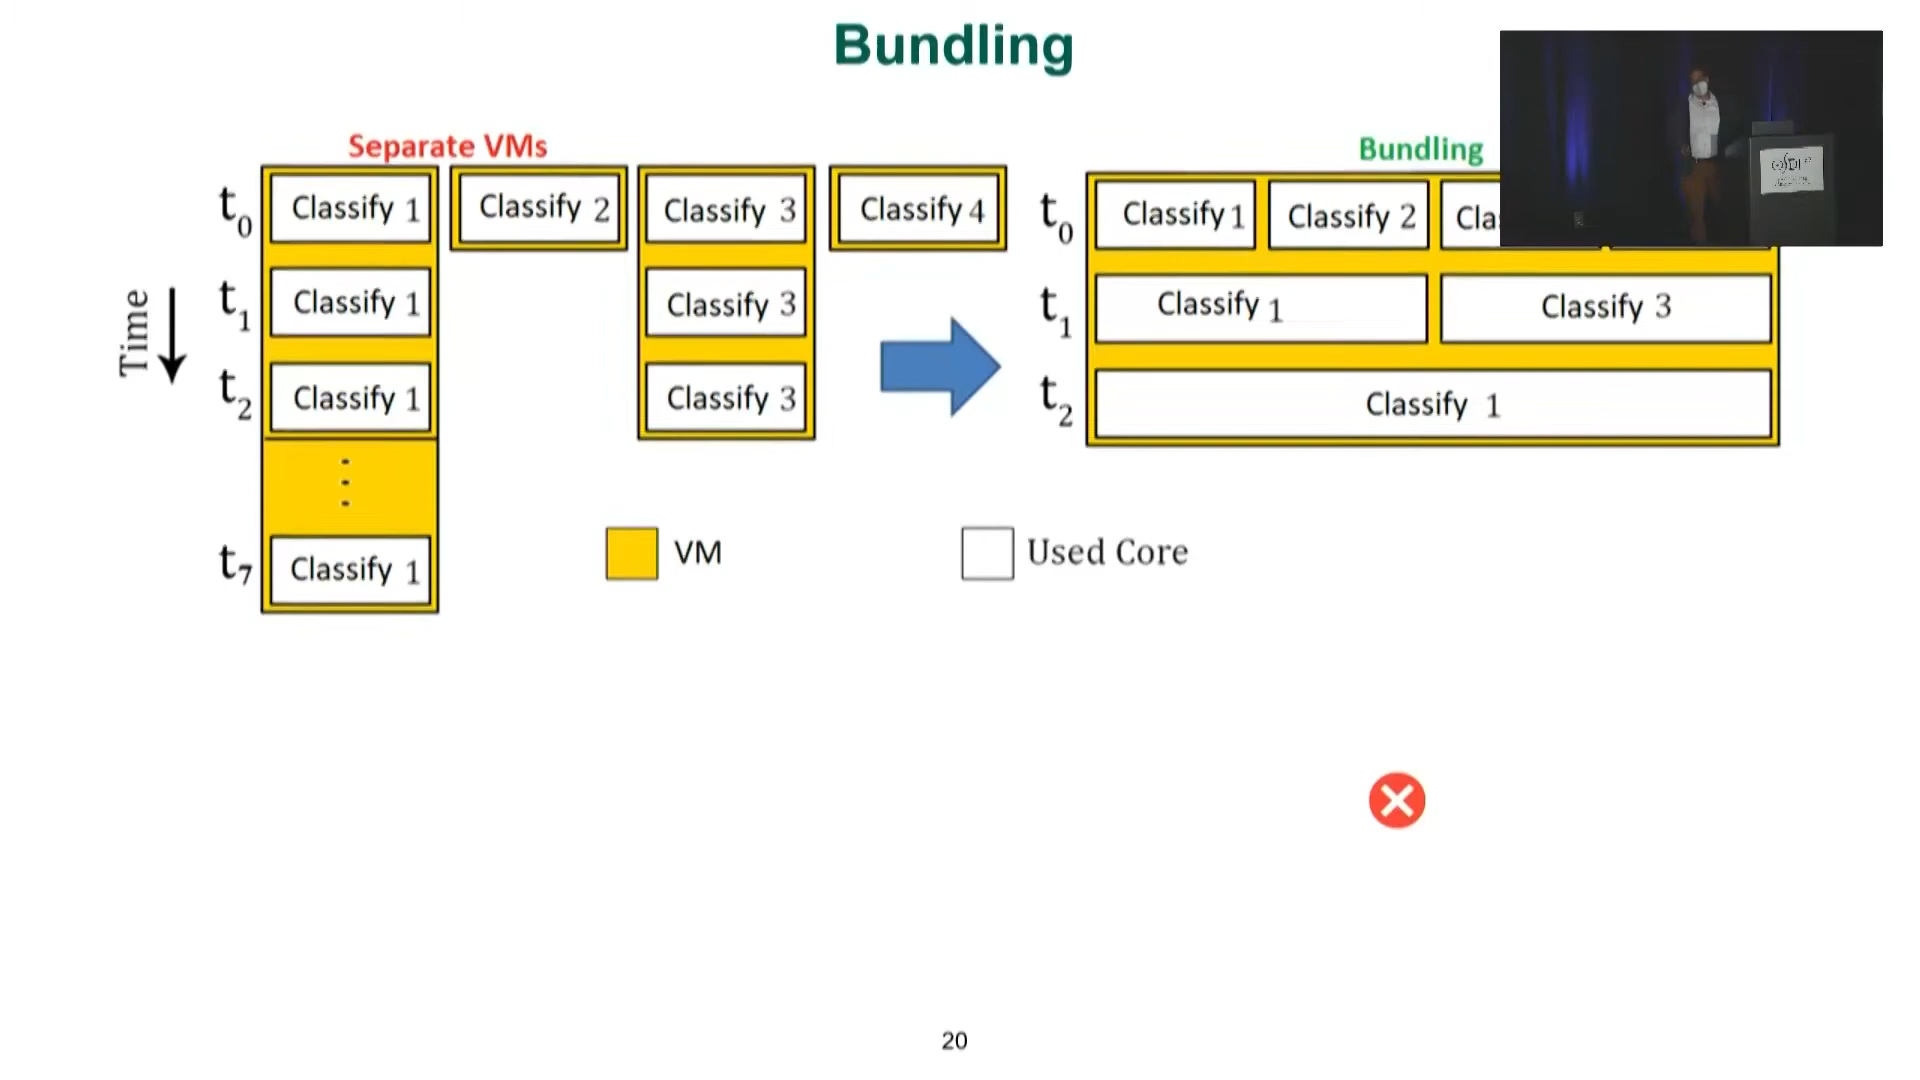 Bundling
Separate VMs
Bundling
t0 Classify 1 Classify 2 Classify 3 Classify 4
t1 Classify 1 Classify 3
t2 Classify 1 Classify 3
t7 Classify 1
Time
t0 Classify 1 Classify 2 Cla
t1 Classify 1 Classify 3
t2 Classify 1
VM
Used Core
20